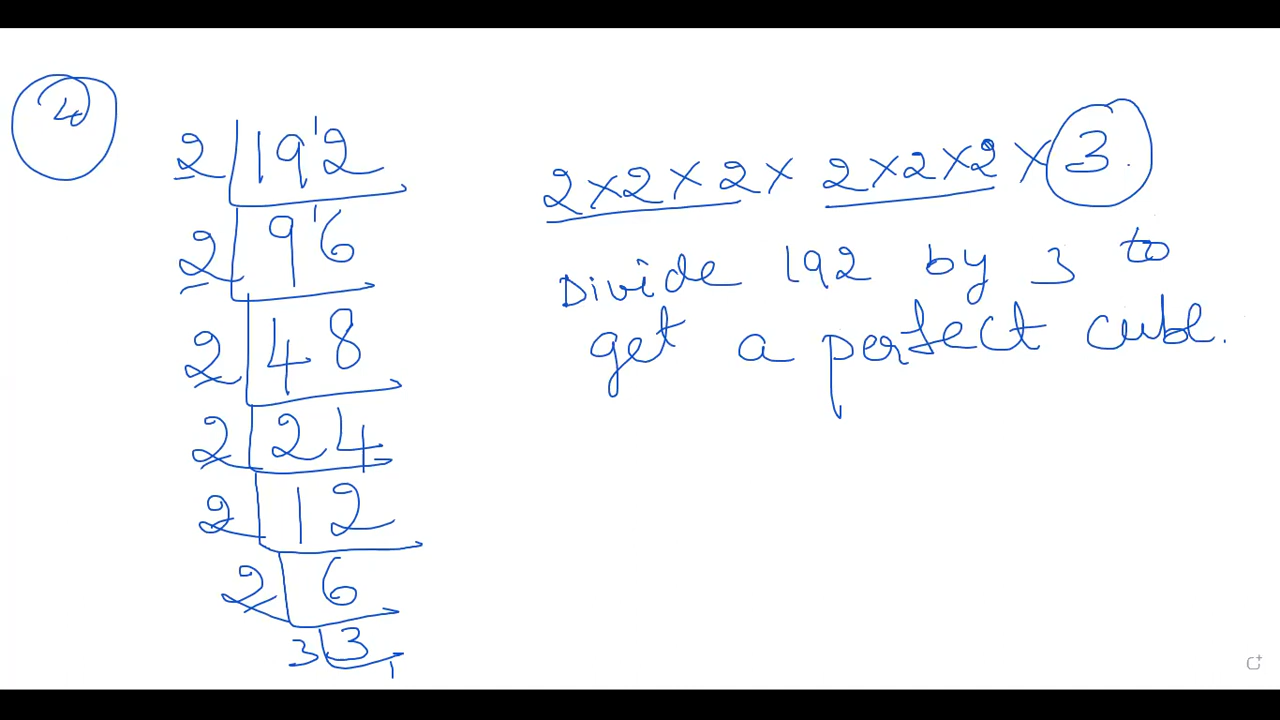 4
2 | 192
2 | 96
2 | 48
2 | 24
2 | 12
2 | 6
3 | 3
1
2×2×2× 2×2×2×3
Divide 192 by 3 to
get a perfect cube.